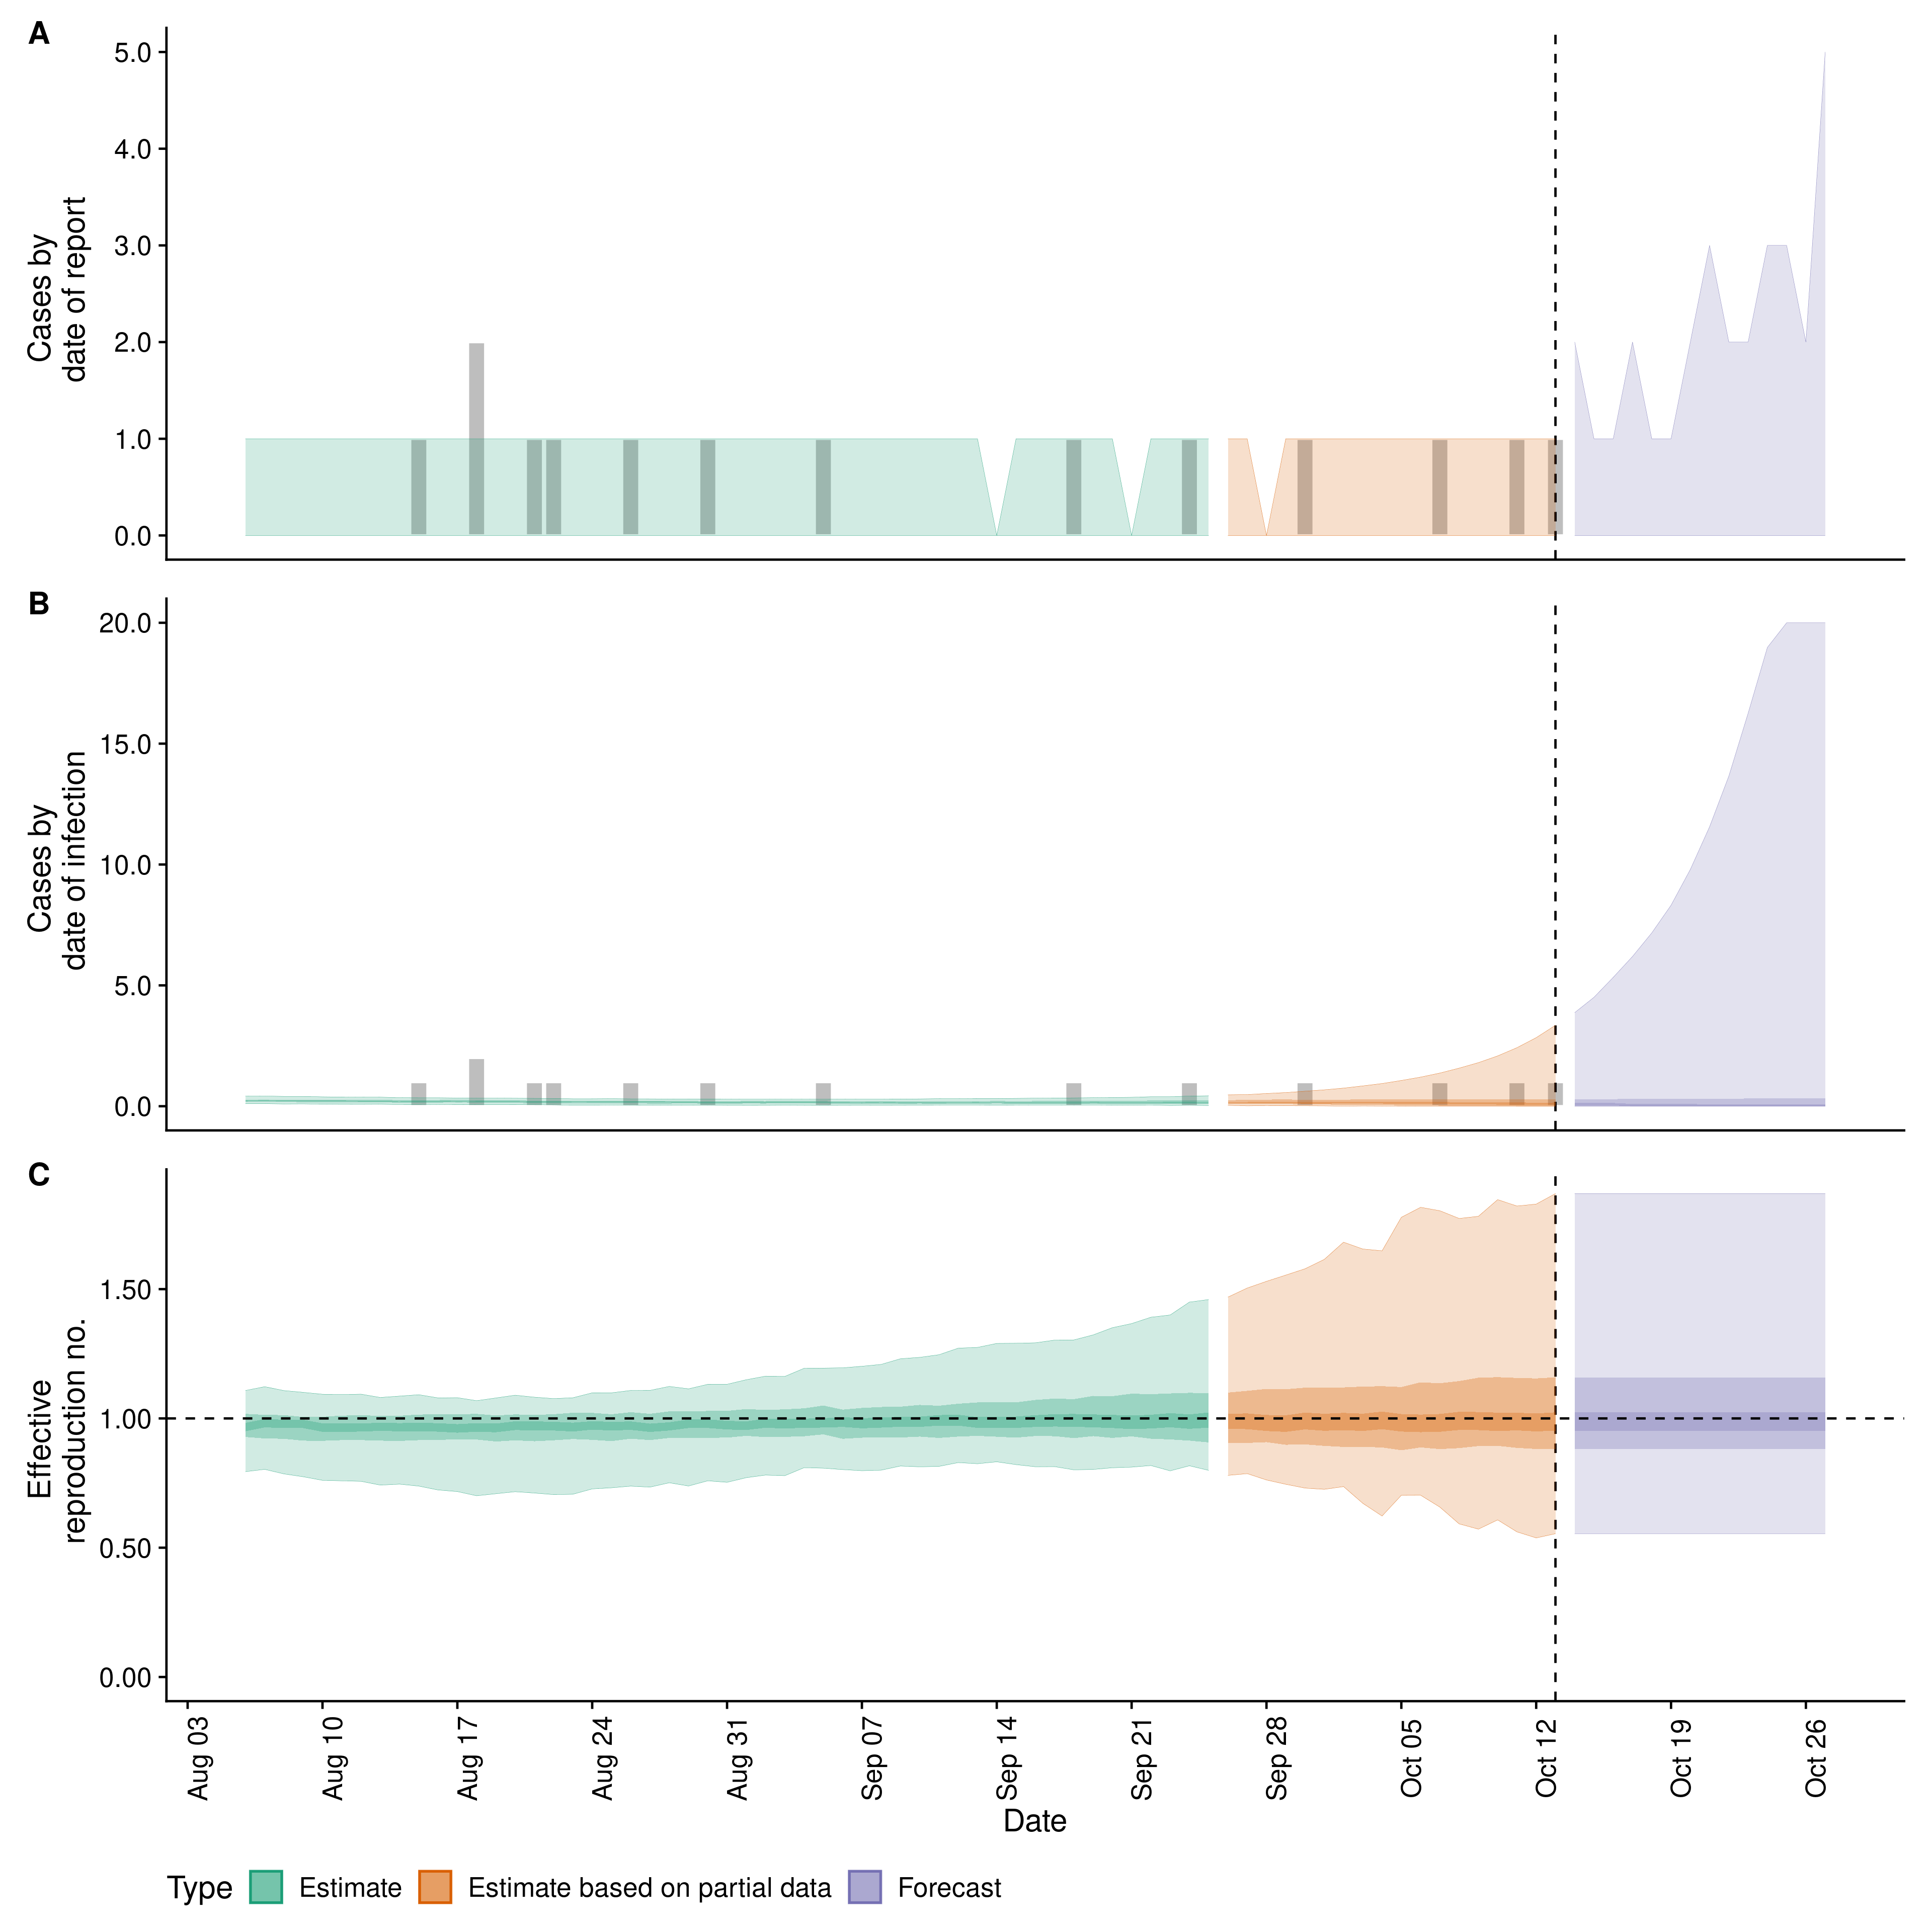 A
Cases by
date of report
5.0
4.0
3.0
2.0
1.0
0.0
B
Cases by
date of infection
20.0
15.0
10.0
5.0
0.0
C
Effective
reproduction no.
1.50
1.00
0.50
0.00
Aug 03
Aug 10
Aug 17
Aug 24
Aug 31
Sep 07
Sep 14
Sep 21
Sep 28
Oct 05
Oct 12
Oct 19
Oct 26
Date
Type Estimate Estimate based on partial data Forecast